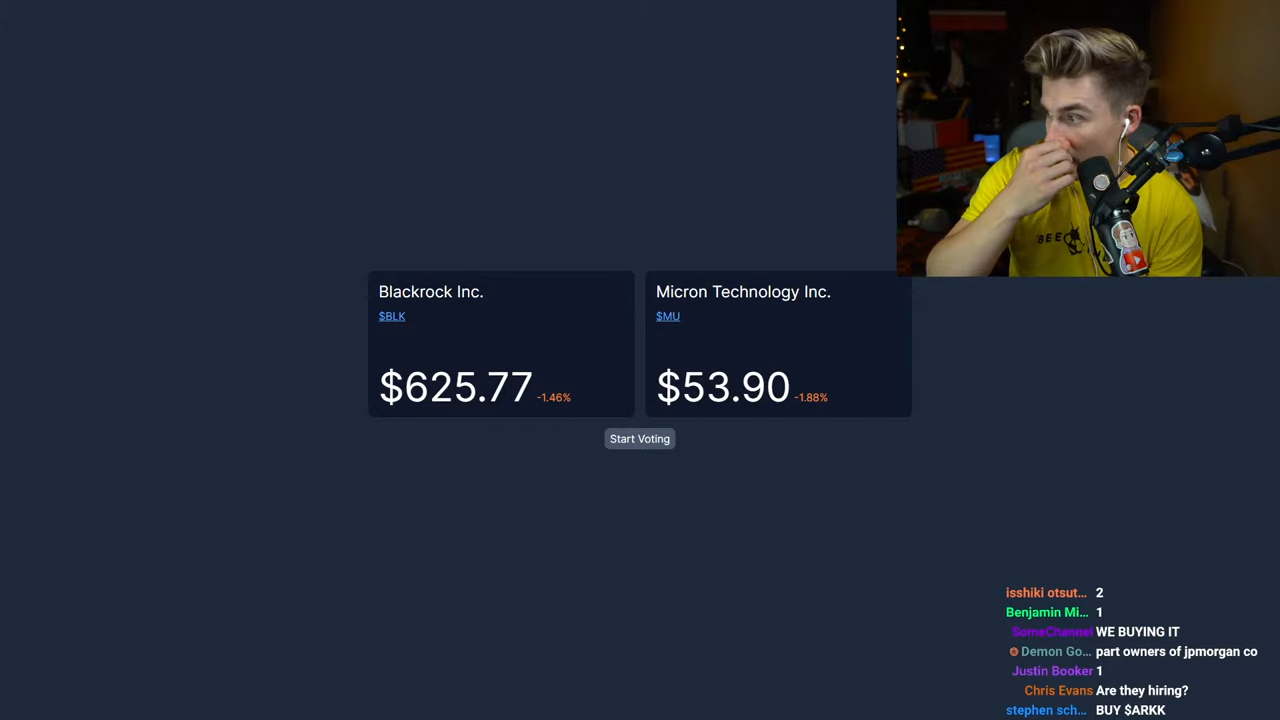 Blackrock Inc.
$BLK
$625.77 -1.46%
Micron Technology Inc.
$MU
$53.90 -1.88%
Start Voting
BEE
isshiki otsut... 2
Benjamin Mi... 1
SomeChannel WE BUYING IT
Demon Go... part owners of jpmorgan co
Justin Booker 1
Chris Evans Are they hiring?
stephen sch... BUY $ARKK